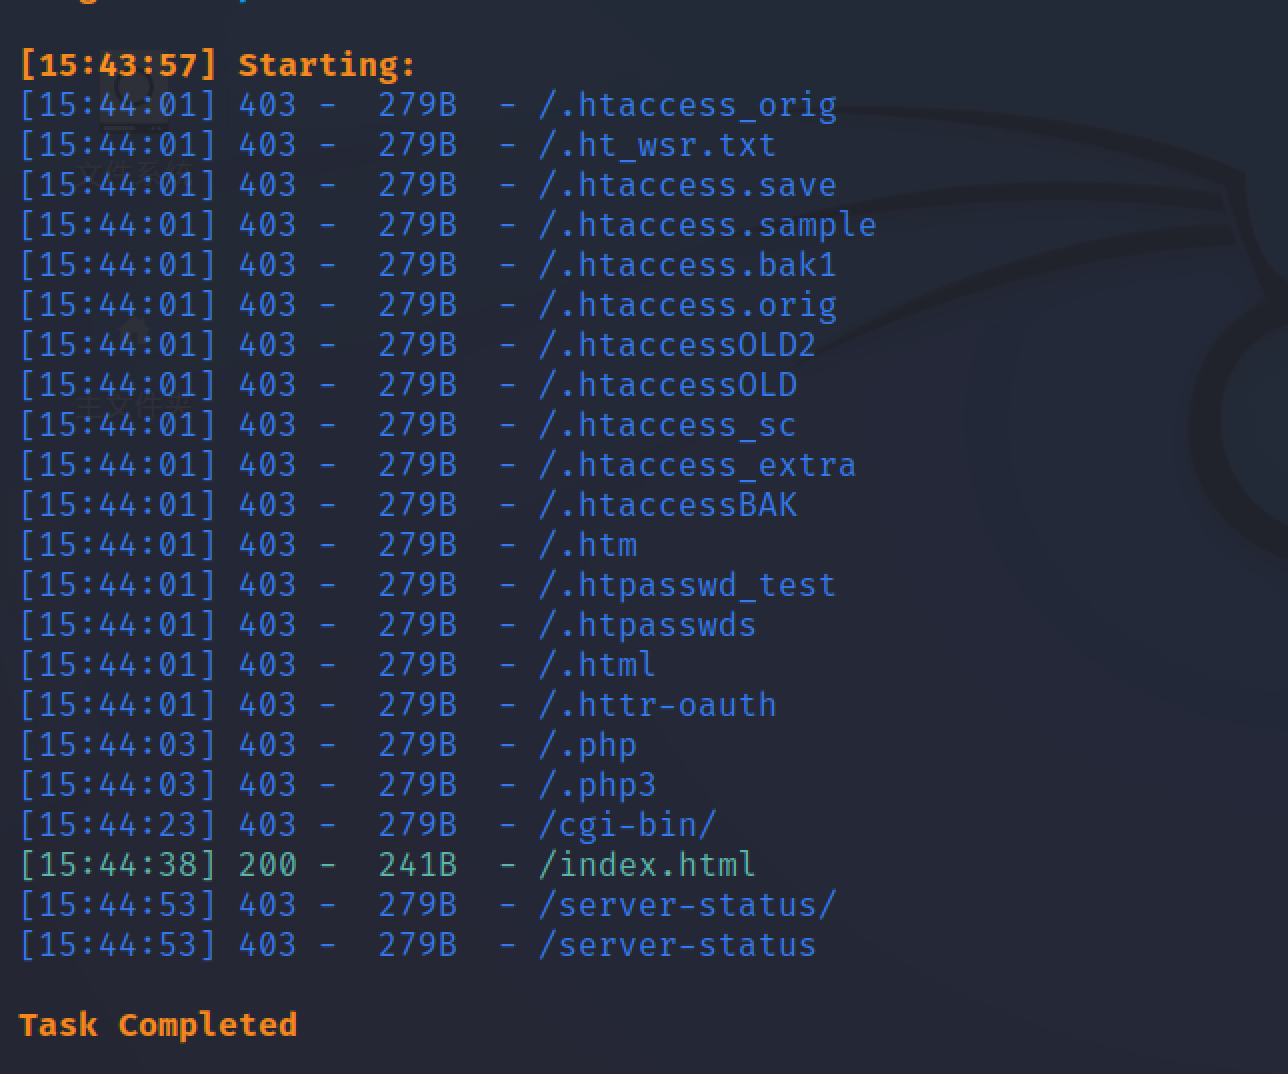 [15:43:57] Starting:
[15:44:01] 403 -  279B  - /.htaccess_orig
[15:44:01] 403 -  279B  - /.ht_wsr.txt
[15:44:01] 403 -  279B  - /.htaccess.save
[15:44:01] 403 -  279B  - /.htaccess.sample
[15:44:01] 403 -  279B  - /.htaccess.bak1
[15:44:01] 403 -  279B  - /.htaccess.orig
[15:44:01] 403 -  279B  - /.htaccessOLD2
[15:44:01] 403 -  279B  - /.htaccessOLD
[15:44:01] 403 -  279B  - /.htaccess_sc
[15:44:01] 403 -  279B  - /.htaccess_extra
[15:44:01] 403 -  279B  - /.htaccessBAK
[15:44:01] 403 -  279B  - /.htm
[15:44:01] 403 -  279B  - /.htpasswd_test
[15:44:01] 403 -  279B  - /.htpasswds
[15:44:01] 403 -  279B  - /.html
[15:44:01] 403 -  279B  - /.httr-oauth
[15:44:03] 403 -  279B  - /.php
[15:44:03] 403 -  279B  - /.php3
[15:44:23] 403 -  279B  - /cgi-bin/
[15:44:38] 200 -  241B  - /index.html
[15:44:53] 403 -  279B  - /server-status/
[15:44:53] 403 -  279B  - /server-status
Task Completed